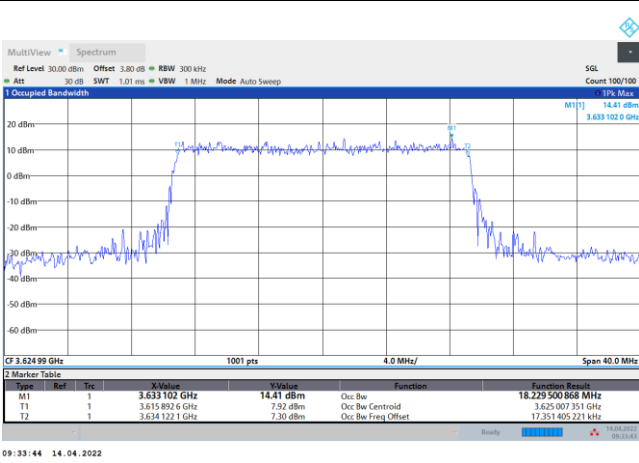 MultiView Spectrum
Ref Level 30.00 dBm Offset 3.80 dB RBW 300 kHz SGL
Att 30 dB SWT 1.01 ms VBW 1 MHz Mode Auto Sweep Count 100/100
1 Occupied Bandwidth 1Pk Max
M1[1] 14.41 dBm
3.633 102 0 GHz
M1
20 dBm
T1 T2
10 dBm
0 dBm
-10 dBm
-20 dBm
-30 dBm
-40 dBm
-50 dBm
-60 dBm
CF 3.624 99 GHz 1001 pts 4.0 MHz/ Span 40.0 MHz
2 Marker Table
Type Ref Trc X-Value Y-Value Function Function Result
M1 1 3.633 102 GHz 14.41 dBm Occ Bw 18.229 500 868 MHz
T1 1 3.615 892 6 GHz 7.92 dBm Occ Bw Centroid 3.625 007 351 GHz
T2 1 3.634 122 1 GHz 7.30 dBm Occ Bw Freq Offset 17.351 405 221 kHz
Ready 14.04.2022
09:33:43
09:33:44 14.04.2022